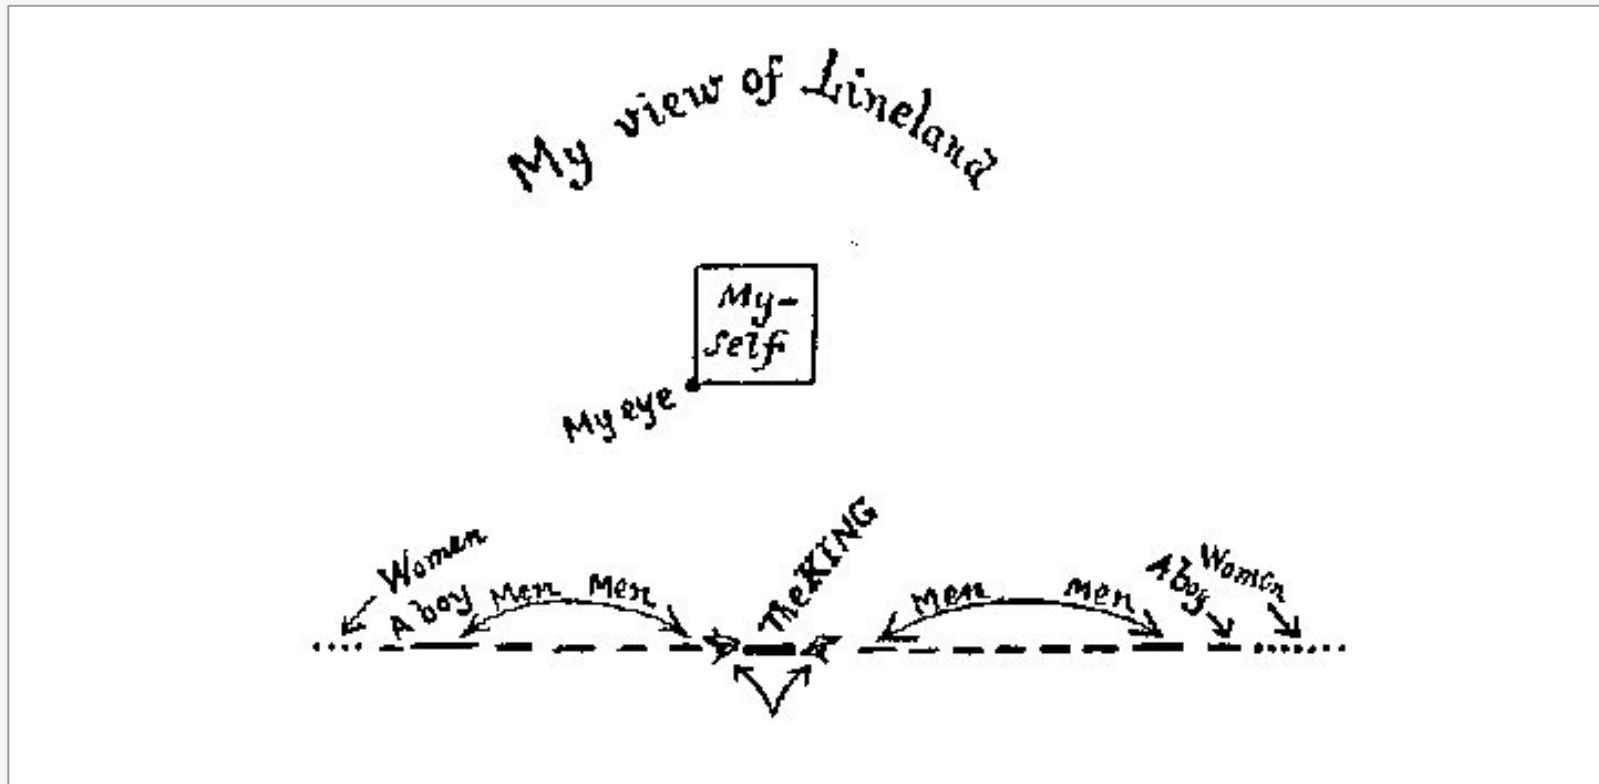 My view of Lineland
My-
self
My eye
Women
A boy
Men
Men
The KING
Men
Men
A boy
Women